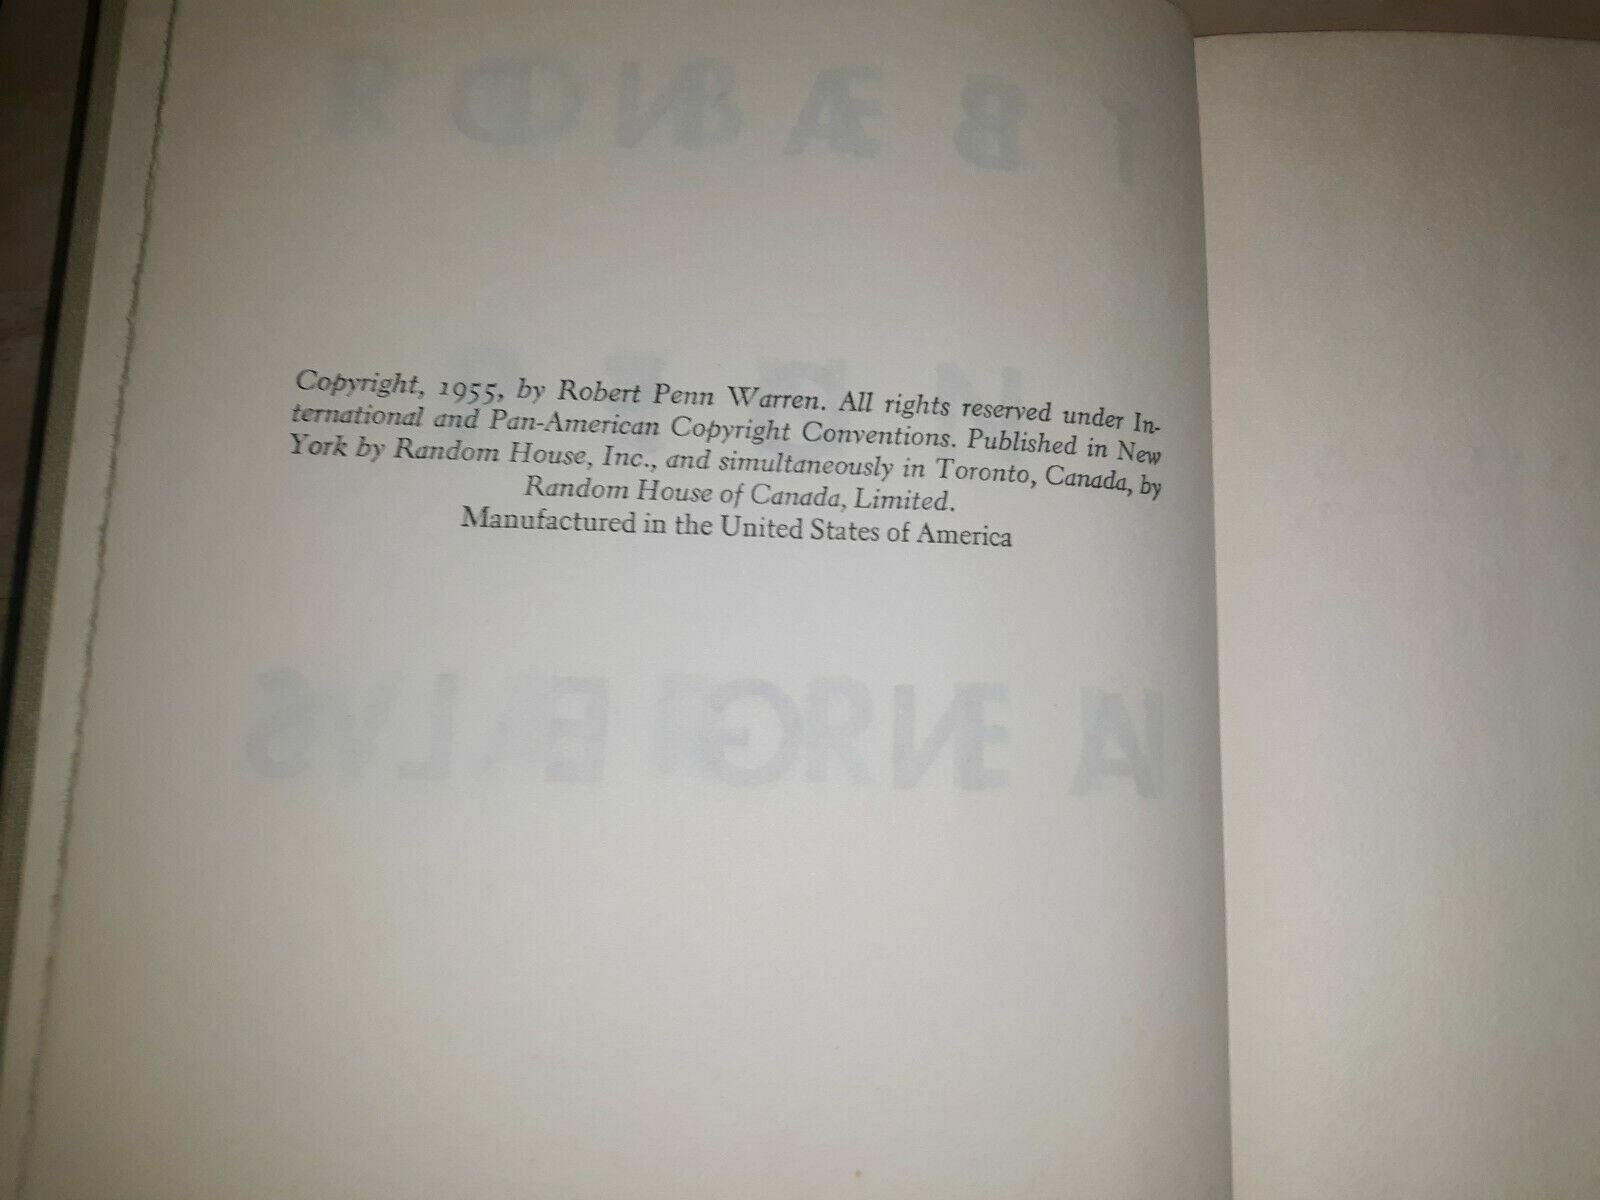 Copyright, 1955, by Robert Penn Warren. All rights reserved under In-
ternational and Pan-American Copyright Conventions. Published in New
York by Random House, Inc., and simultaneously in Toronto, Canada, by
Random House of Canada, Limited.
Manufactured in the United States of America